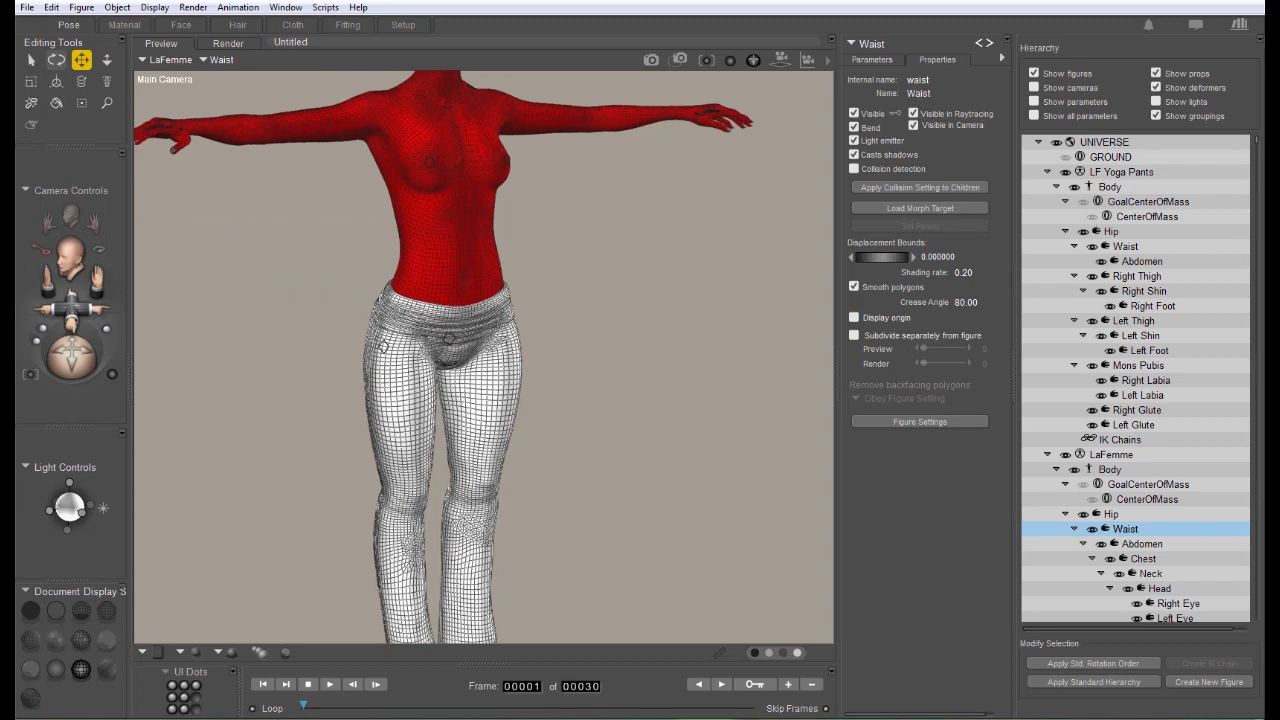 File Edit Figure Object Display Render Animation Window Scripts Help
Pose Material Face Hair Cloth Fitting Setup
Editing Tools
Preview Render Untitled
LaFemme Waist
Main Camera
Camera Controls
Light Controls
Document Display S
UI Dots
Frame: 00001 of 00030
Loop Skip Frames
Waist
Parameters Properties
Internal name: waist
Name: Waist
Visible Visible in Raytracing
Bend Visible in Camera
Light emitter
Casts shadows
Collision detection
Apply Collision Setting to Children
Load Morph Target
Set Parent
Displacement Bounds:
0.000000
Shading rate: 0.20
Smooth polygons
Crease Angle 80.00
Display origin
Subdivide separately from figure
Preview 0
Render 0
Remove backfacing polygons:
Obey Figure Setting
Figure Settings
Hierarchy
Show figures Show props
Show cameras Show deformers
Show parameters Show lights
Show all parameters Show groupings
UNIVERSE
GROUND
LF Yoga Pants
Body
GoalCenterOfMass
CenterOfMass
Hip
Waist
Abdomen
Right Thigh
Right Shin
Right Foot
Left Thigh
Left Shin
Left Foot
Mons Pubis
Right Labia
Left Labia
Right Glute
Left Glute
IK Chains
LaFemme
Body
GoalCenterOfMass
CenterOfMass
Hip
Waist
Abdomen
Chest
Neck
Head
Right Eye
Left Eye
Modify Selection
Apply Std. Rotation Order Create IK Chain
Apply Standard Hierarchy Create New Figure